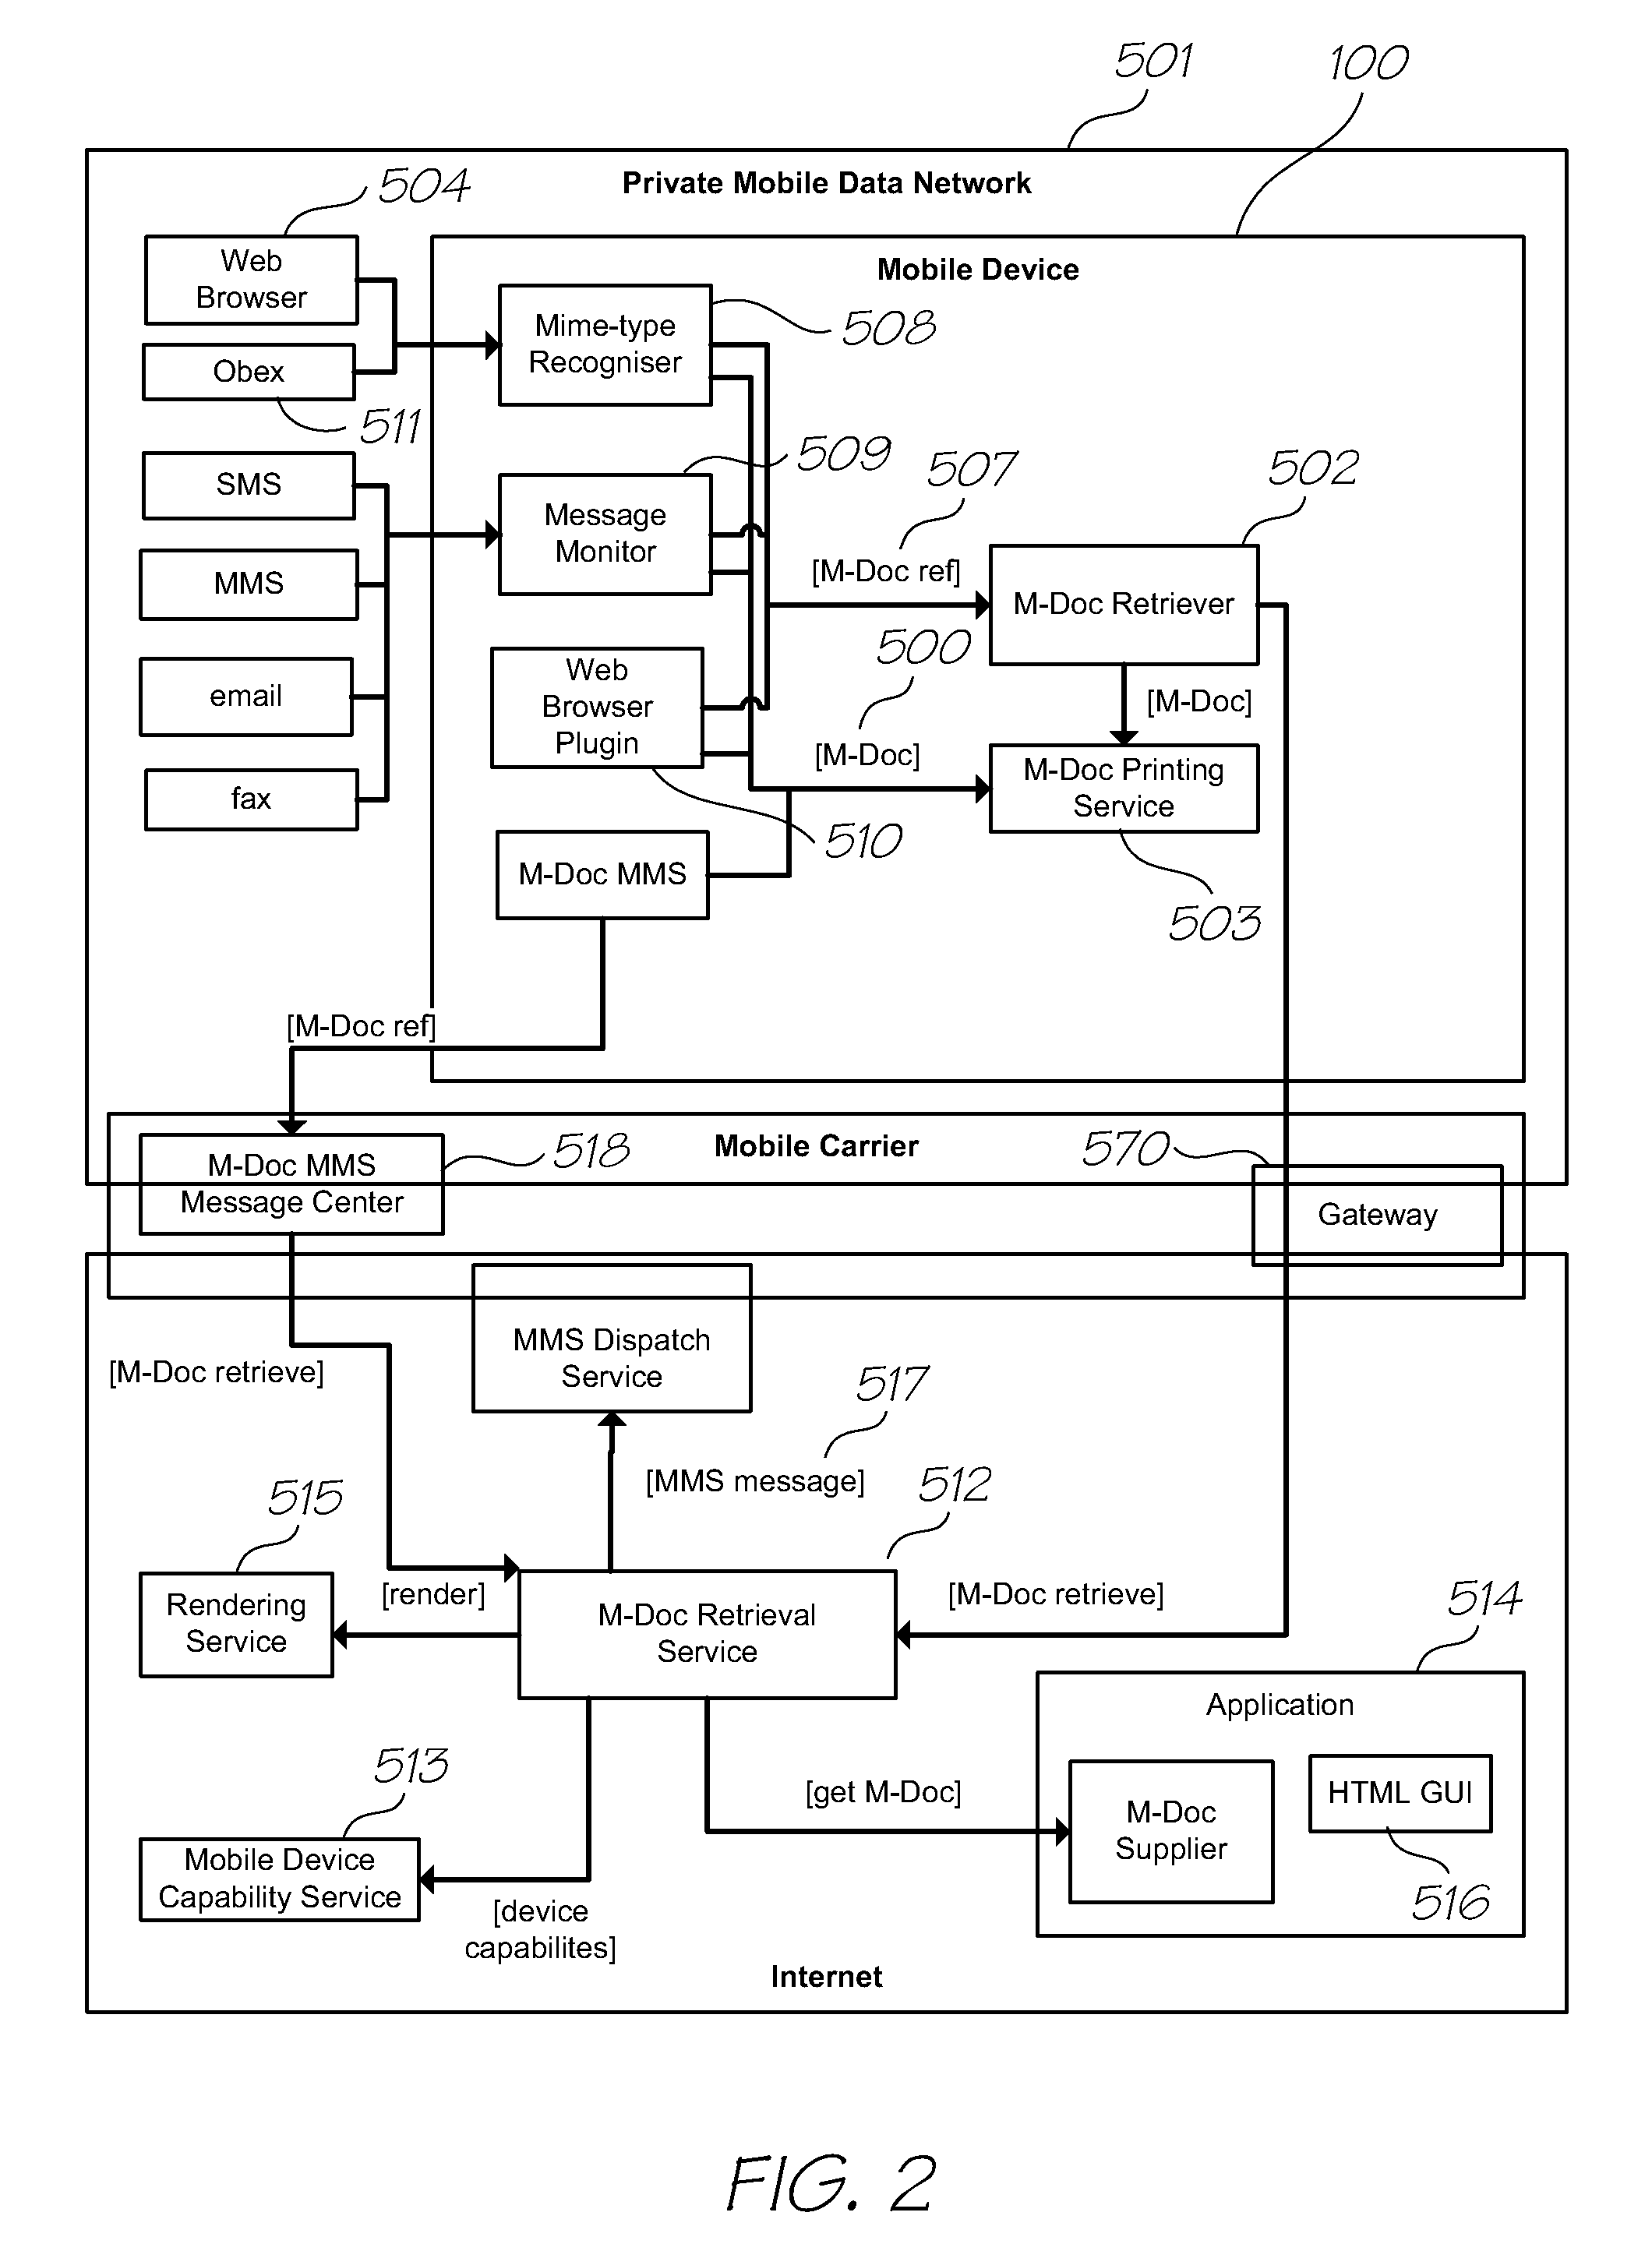 501
100
Private Mobile Data Network
504
Web
Browser
Mobile Device
Mime-type
Recogniser
508
Obex
511
SMS
509
507
502
Message
Monitor
MMS
[M-Doc ref]
M-Doc Retriever
500
email
Web
Browser
Plugin
[M-Doc]
[M-Doc]
M-Doc Printing
Service
fax
510
M-Doc MMS
503
[M-Doc ref]
Mobile Carrier
570
M-Doc MMS
Message Center
518
Gateway
MMS Dispatch
Service
[M-Doc retrieve]
517
[MMS message]
512
515
[render]
[M-Doc retrieve]
514
Rendering
Service
M-Doc Retrieval
Service
Application
513
[get M-Doc]
HTML GUI
M-Doc
Supplier
Mobile Device
Capability Service
516
[device
capabilites]
Internet
FIG. 2